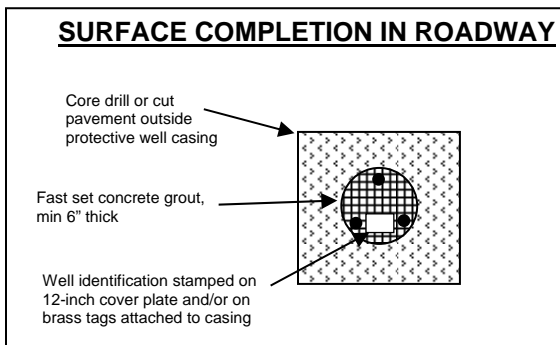 SURFACE COMPLETION IN ROADWAY
Core drill or cut
pavement outside
protective well casing
Fast set concrete grout,
min 6” thick
Well identification stamped on
12-inch cover plate and/or on
brass tags attached to casing